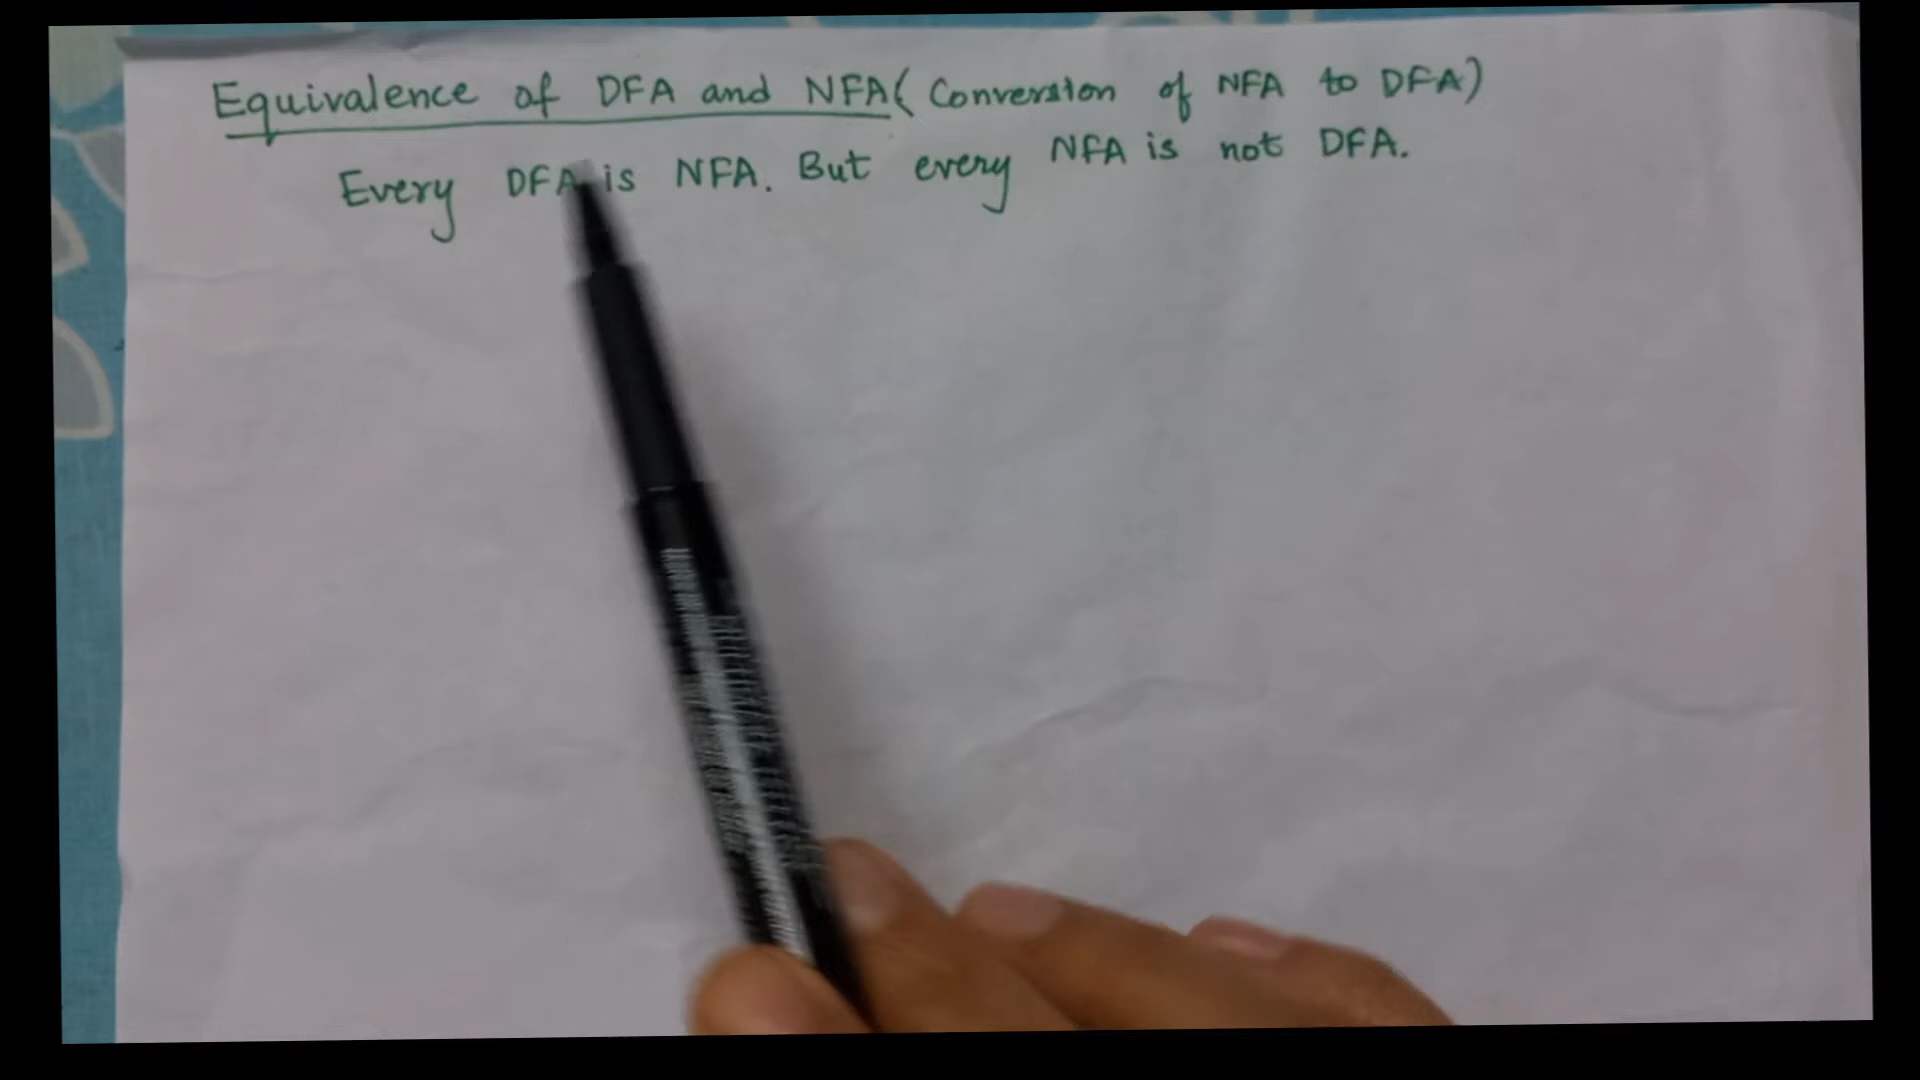 Equivalence of DFA and NFA (Conversion of NFA to DFA)
Every DFA is NFA. But every NFA is not DFA.